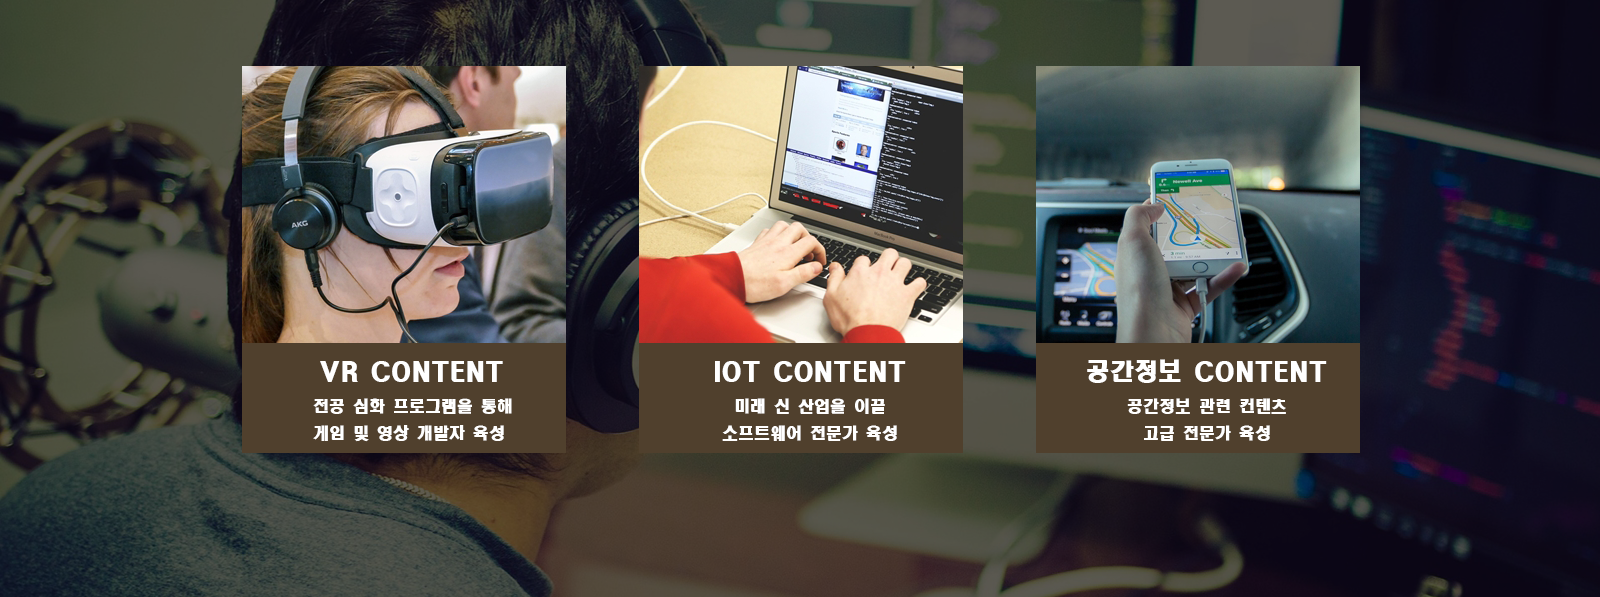 AKG
Newell Ave
VR CONTENT
전공 심화 프로그램을 통해
게임 및 영상 개발자 육성
IOT CONTENT
미래 신 산업을 이끌
소프트웨어 전문가 육성
공간정보 CONTENT
공간정보 관련 컨텐츠
고급 전문가 육성